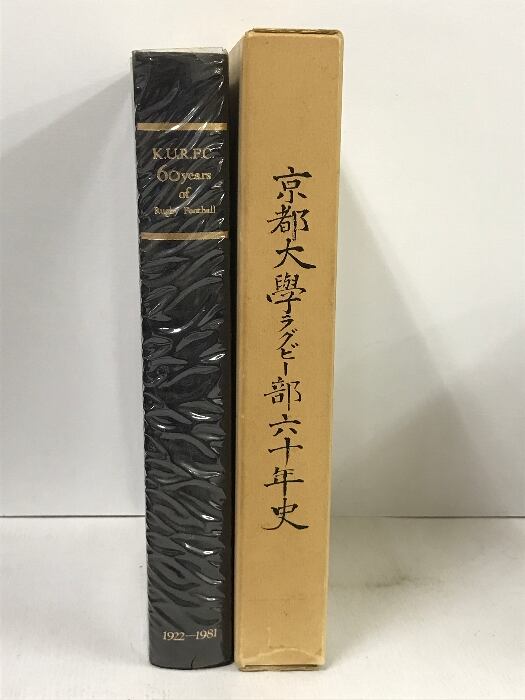 K.U.R.F.C.
60 years
of
Rugby Football
1922—1981
京都大學ラグビー部六十年史